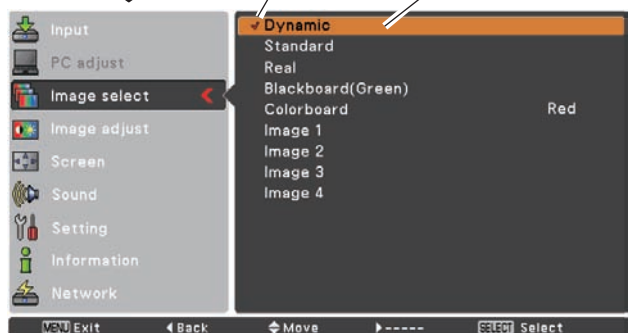 Input
PC adjust
Image select
Image adjust
Screen
Sound
Setting
Information
Network
Dynamic
Standard
Real
Blackboard(Green)
Colorboard Red
Image 1
Image 2
Image 3
Image 4
MENU Exit Back Move ----- SELECT Select